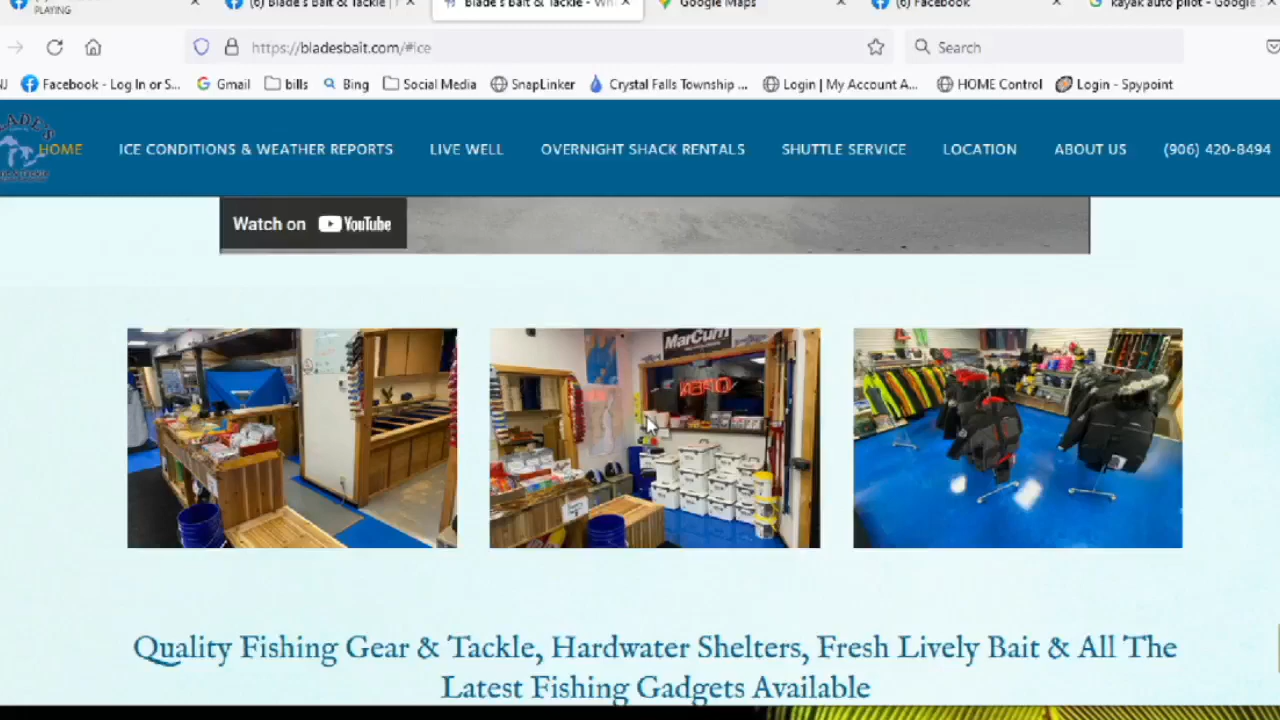 PLAYING
(6) Blade's Bait & Tackle |
Blade's Bait & Tackle - Wh
Google Maps
(6) Facebook
kayak auto pilot - Google
https://bladesbait.com/#ice
Search
NJ Facebook - Log In or S... Gmail bills Bing Social Media SnapLinker Crystal Falls Township ... Login | My Account A... HOME Control Login - Spypoint
HOME ICE CONDITIONS & WEATHER REPORTS LIVE WELL OVERNIGHT SHACK RENTALS SHUTTLE SERVICE LOCATION ABOUT US (906) 420-8494
Watch on YouTube
MarCum
OPEN
Quality Fishing Gear & Tackle, Hardwater Shelters, Fresh Lively Bait & All The
Latest Fishing Gadgets Available